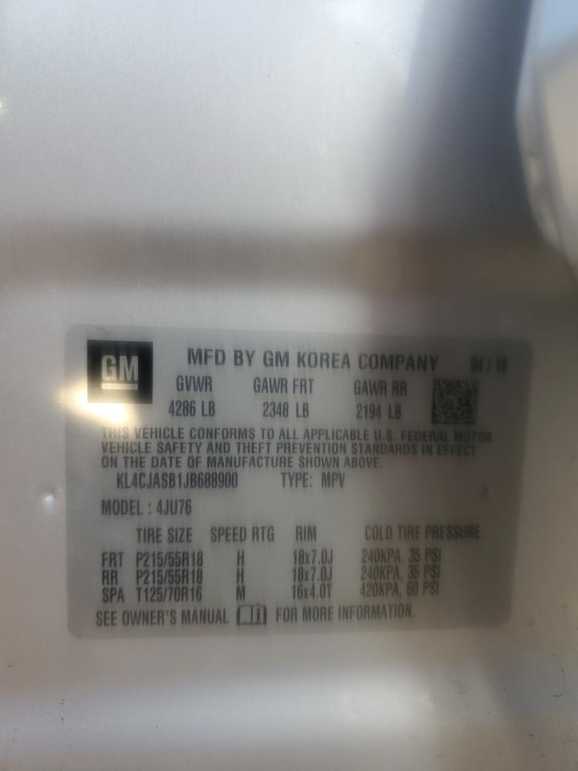 GM MFD BY GM KOREA COMPANY
GVWR GAWR FRT GAWR RR
4286 LB 2348 LB 2194 LB
THIS VEHICLE CONFORMS TO ALL APPLICABLE U.S. FEDERAL MOTOR
VEHICLE SAFETY AND THEFT PREVENTION STANDARDS IN EFFECT
ON THE DATE OF MANUFACTURE SHOWN ABOVE.
TYPE: MPV
MODEL: 4JU76
TIRE SIZE SPEED RTG RIM COLD TIRE PRESSURE
FRT P215/55R18 H 18x7.0J 240KPA, 35 PSI
RR P215/55R18 H 18x7.0J 240KPA, 35 PSI
SPA T125/70R16 M 16x4.0T 420KPA, 60 PSI
SEE OWNER'S MANUAL FOR MORE INFORMATION.